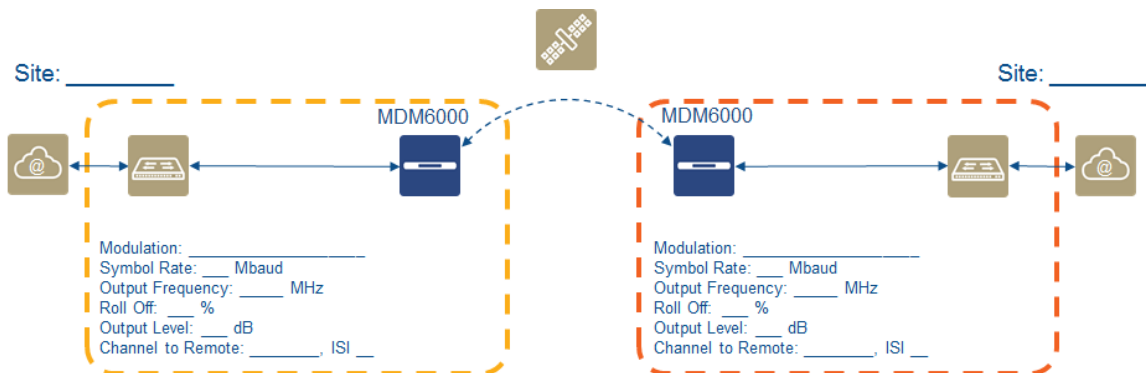 Site: _________
Site: ________
MDM6000
MDM6000
@
@
Modulation: ____________________
Symbol Rate: ___ Mbaud
Output Frequency: _____ MHz
Roll Off: ___ %
Output Level: ___ dB
Channel to Remote: ________, ISI __
Modulation: ____________________
Symbol Rate: ___ Mbaud
Output Frequency: _____ MHz
Roll Off: ___ %
Output Level: ___ dB
Channel to Remote: ________, ISI __